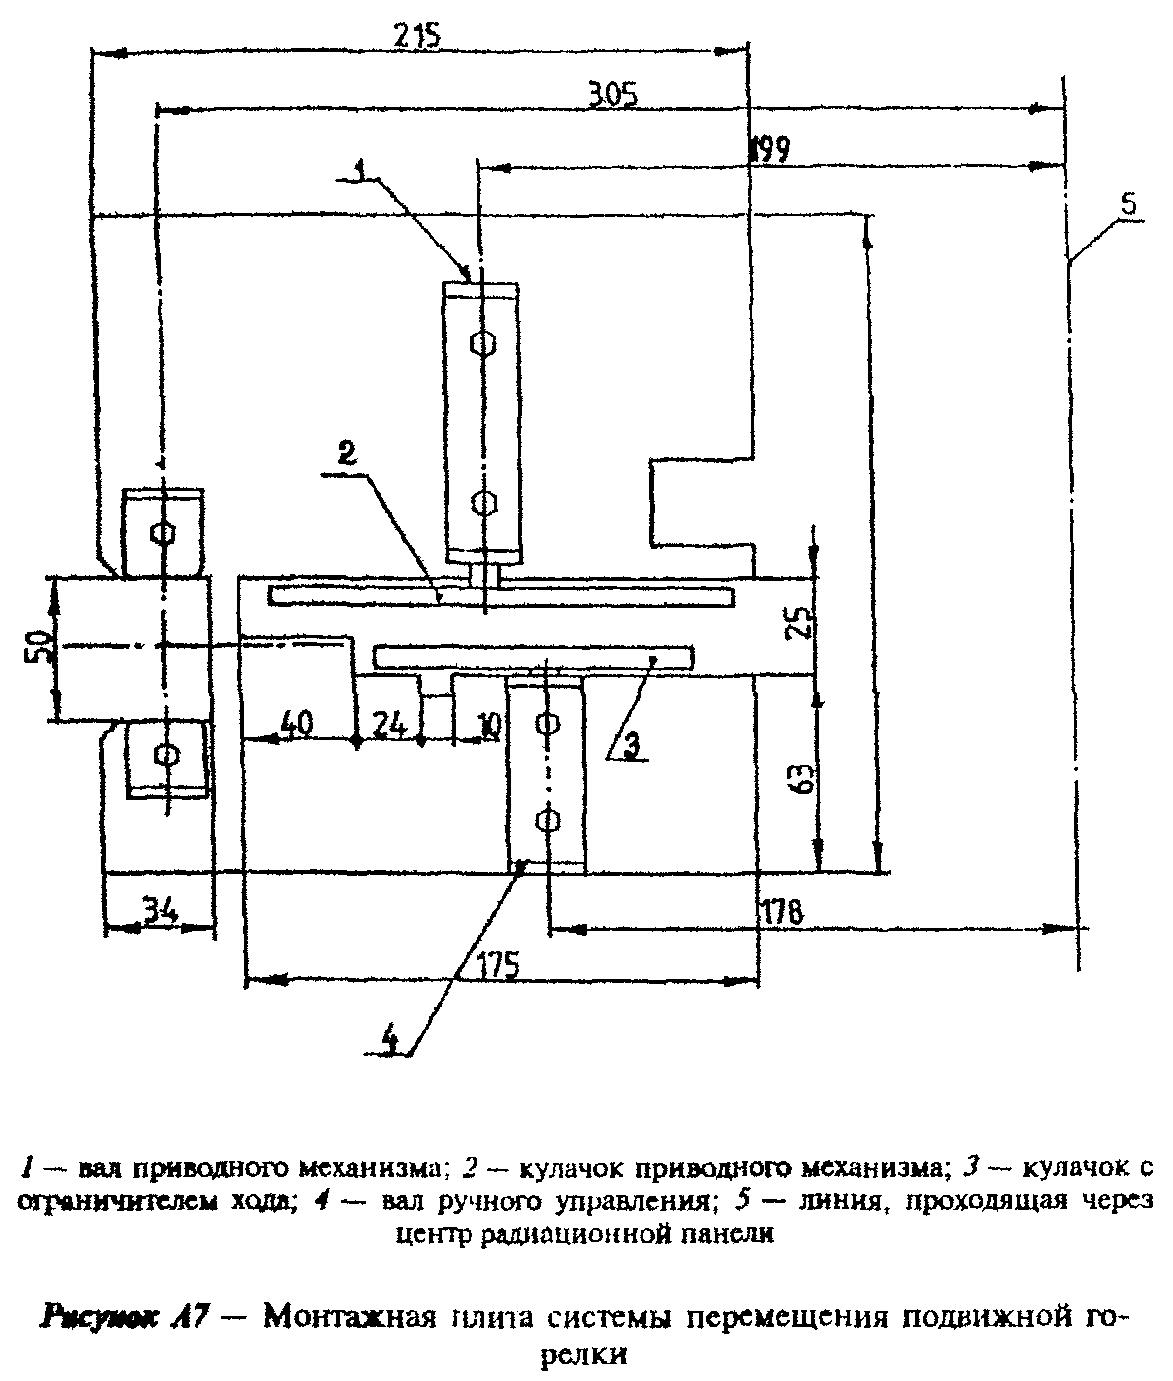 215
305
199
1
5
2
50
25
40 24 10
3
63
34
178
175
4
1 — вал приводного механизма; 2 — кулачок приводного механизма; 3 — кулачок с
ограничителем хода; 4 — вал ручного управления; 5 — линия, проходящая через
центр радиационной панели
Рисунок А7 — Монтажная плита системы перемещения подвижной го-
релки